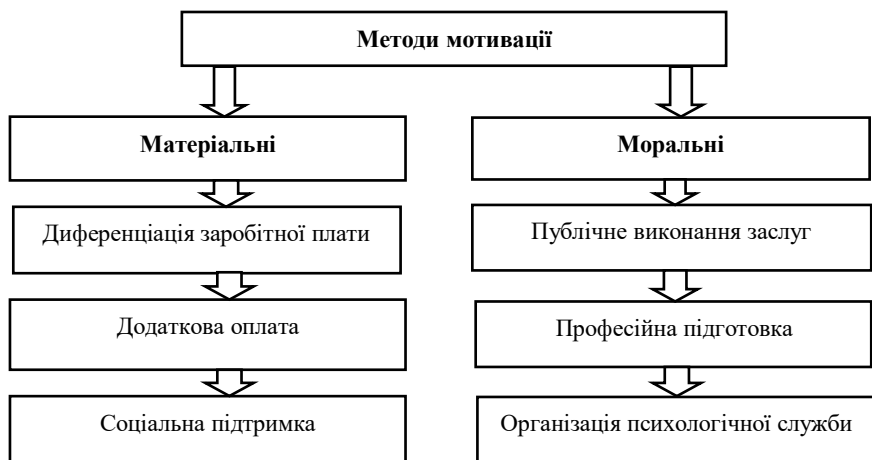 Методи мотивації
Матеріальні
Моральні
Диференціація заробітної плати
Публічне виконання заслуг
Додаткова оплата
Професійна підготовка
Соціальна підтримка
Організація психологічної служби